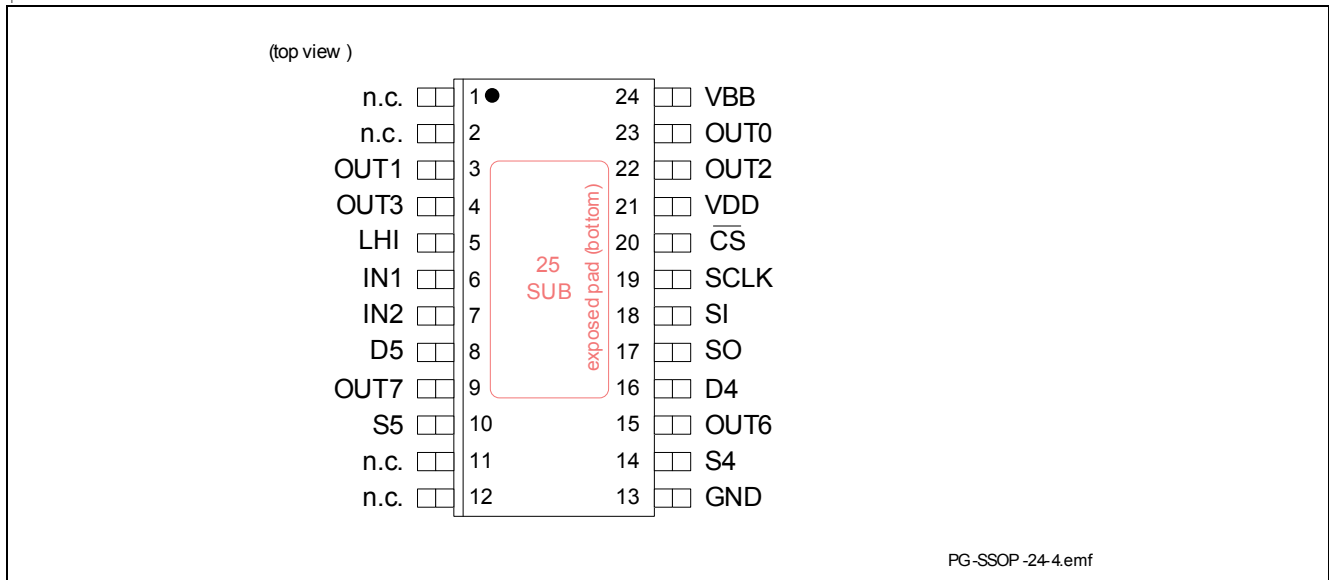 (top view )
n.c. 1 24 VBB
n.c. 2 23 OUT0
OUT1 3 22 OUT2
OUT3 4 21 VDD
LHI 5 20 C̅S̅
IN1 6 19 SCLK
IN2 7 18 SI
D5 8 17 SO
OUT7 9 16 D4
S5 10 15 OUT6
n.c. 11 14 S4
n.c. 12 13 GND
25
SUB
exposed pad (bottom)
PG-SSOP-24-4.emf